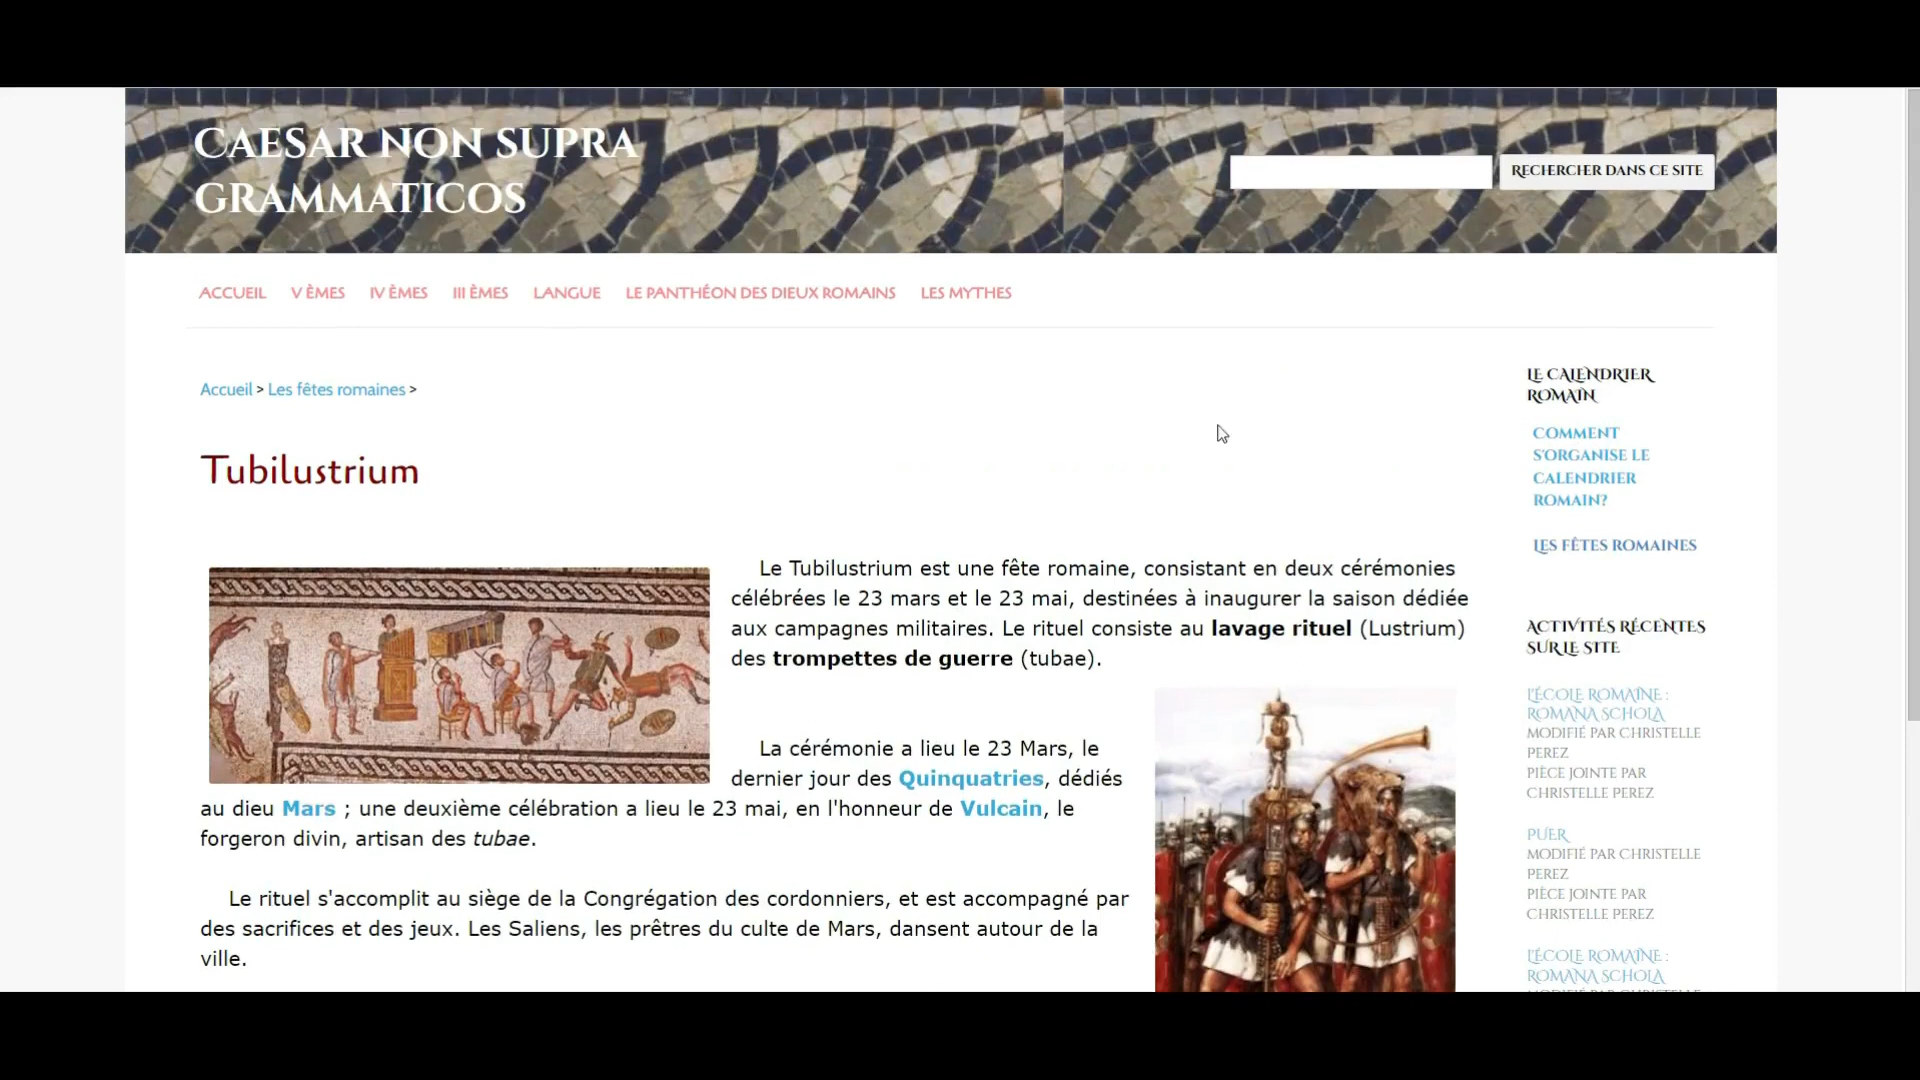 CAESAR NON SUPRA
GRAMMATICOS
RECHERCHER DANS CE SITE
ACCUEIL V ÈMES IV ÈMES III ÈMES LANGUE LE PANTHÉON DES DIEUX ROMAINS LES MYTHES
Accueil > Les fêtes romaines >
Tubilustrium
Le Tubilustrium est une fête romaine, consistant en deux cérémonies
célébrées le 23 mars et le 23 mai, destinées à inaugurer la saison dédiée
aux campagnes militaires. Le rituel consiste au lavage rituel (Lustrium)
des trompettes de guerre (tubae).
La cérémonie a lieu le 23 Mars, le
dernier jour des Quinquatries, dédiés
au dieu Mars ; une deuxième célébration a lieu le 23 mai, en l'honneur de Vulcain, le
forgeron divin, artisan des tubae.
Le rituel s'accomplit au siège de la Congrégation des cordonniers, et est accompagné par
des sacrifices et des jeux. Les Saliens, les prêtres du culte de Mars, dansent autour de la
ville.
LE CALENDRIER
ROMAIN
COMMENT
S'ORGANISE LE
CALENDRIER
ROMAIN?
LES FÊTES ROMAINES
ACTIVITÉS RÉCENTES
SUR LE SITE
L'ÉCOLE ROMAINE :
ROMANA SCHOLA
MODIFIÉ PAR CHRISTELLE
PEREZ
PIÈCE JOINTE PAR
CHRISTELLE PEREZ
PUER
MODIFIÉ PAR CHRISTELLE
PEREZ
PIÈCE JOINTE PAR
CHRISTELLE PEREZ
L'ÉCOLE ROMAINE :
ROMANA SCHOLA
MODIFIÉ PAR CHRISTELLE